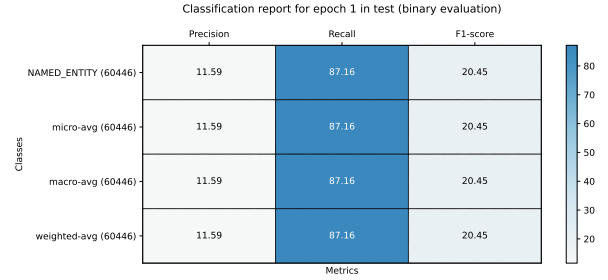 Classification report for epoch 1 in test (binary evaluation)
Precision Recall F1-score
NAMED_ENTITY (60446) 11.59 87.16 20.45
micro-avg (60446) 11.59 87.16 20.45
macro-avg (60446) 11.59 87.16 20.45
weighted-avg (60446) 11.59 87.16 20.45
Classes
Metrics
80
70
60
50
40
30
20